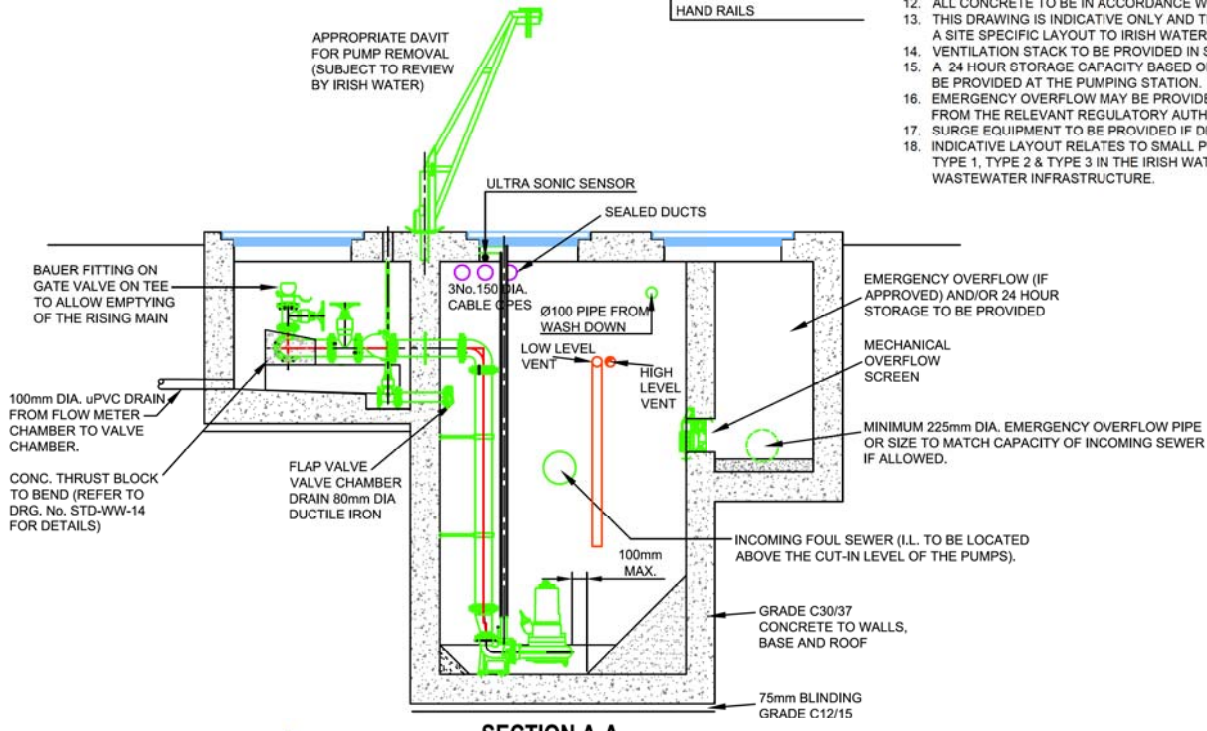 HAND RAILS
12. ALL CONCRETE TO BE IN ACCORDANCE W
13. THIS DRAWING IS INDICATIVE ONLY AND T
A SITE SPECIFIC LAYOUT TO IRISH WATER
14. VENTILATION STACK TO BE PROVIDED IN S
15. A 24 HOUR STORAGE CAPACITY BASED O
BE PROVIDED AT THE PUMPING STATION.
16. EMERGENCY OVERFLOW MAY BE PROVIDE
FROM THE RELEVANT REGULATORY AUTH
17. SURGE EQUIPMENT TO BE PROVIDED IF D
18. INDICATIVE LAYOUT RELATES TO SMALL P
TYPE 1, TYPE 2 & TYPE 3 IN THE IRISH WAT
WASTEWATER INFRASTRUCTURE.
APPROPRIATE DAVIT
FOR PUMP REMOVAL
(SUBJECT TO REVIEW
BY IRISH WATER)
ULTRA SONIC SENSOR
SEALED DUCTS
BAUER FITTING ON
GATE VALVE ON TEE
TO ALLOW EMPTYING
OF THE RISING MAIN
3No.150 DIA.
CABLE OPES
Ø100 PIPE FROM
WASH DOWN
LOW LEVEL
VENT
HIGH
LEVEL
VENT
EMERGENCY OVERFLOW (IF
APPROVED) AND/OR 24 HOUR
STORAGE TO BE PROVIDED
MECHANICAL
OVERFLOW
SCREEN
100mm DIA. uPVC DRAIN
FROM FLOW METER
CHAMBER TO VALVE
CHAMBER.
MINIMUM 225mm DIA. EMERGENCY OVERFLOW PIPE
OR SIZE TO MATCH CAPACITY OF INCOMING SEWER
IF ALLOWED.
CONC. THRUST BLOCK
TO BEND (REFER TO
DRG. No. STD-WW-14
FOR DETAILS)
FLAP VALVE
VALVE CHAMBER
DRAIN 80mm DIA
DUCTILE IRON
INCOMING FOUL SEWER (I.L. TO BE LOCATED
ABOVE THE CUT-IN LEVEL OF THE PUMPS).
100mm
MAX.
GRADE C30/37
CONCRETE TO WALLS,
BASE AND ROOF
75mm BLINDING
GRADE C12/15
SECTION A-A